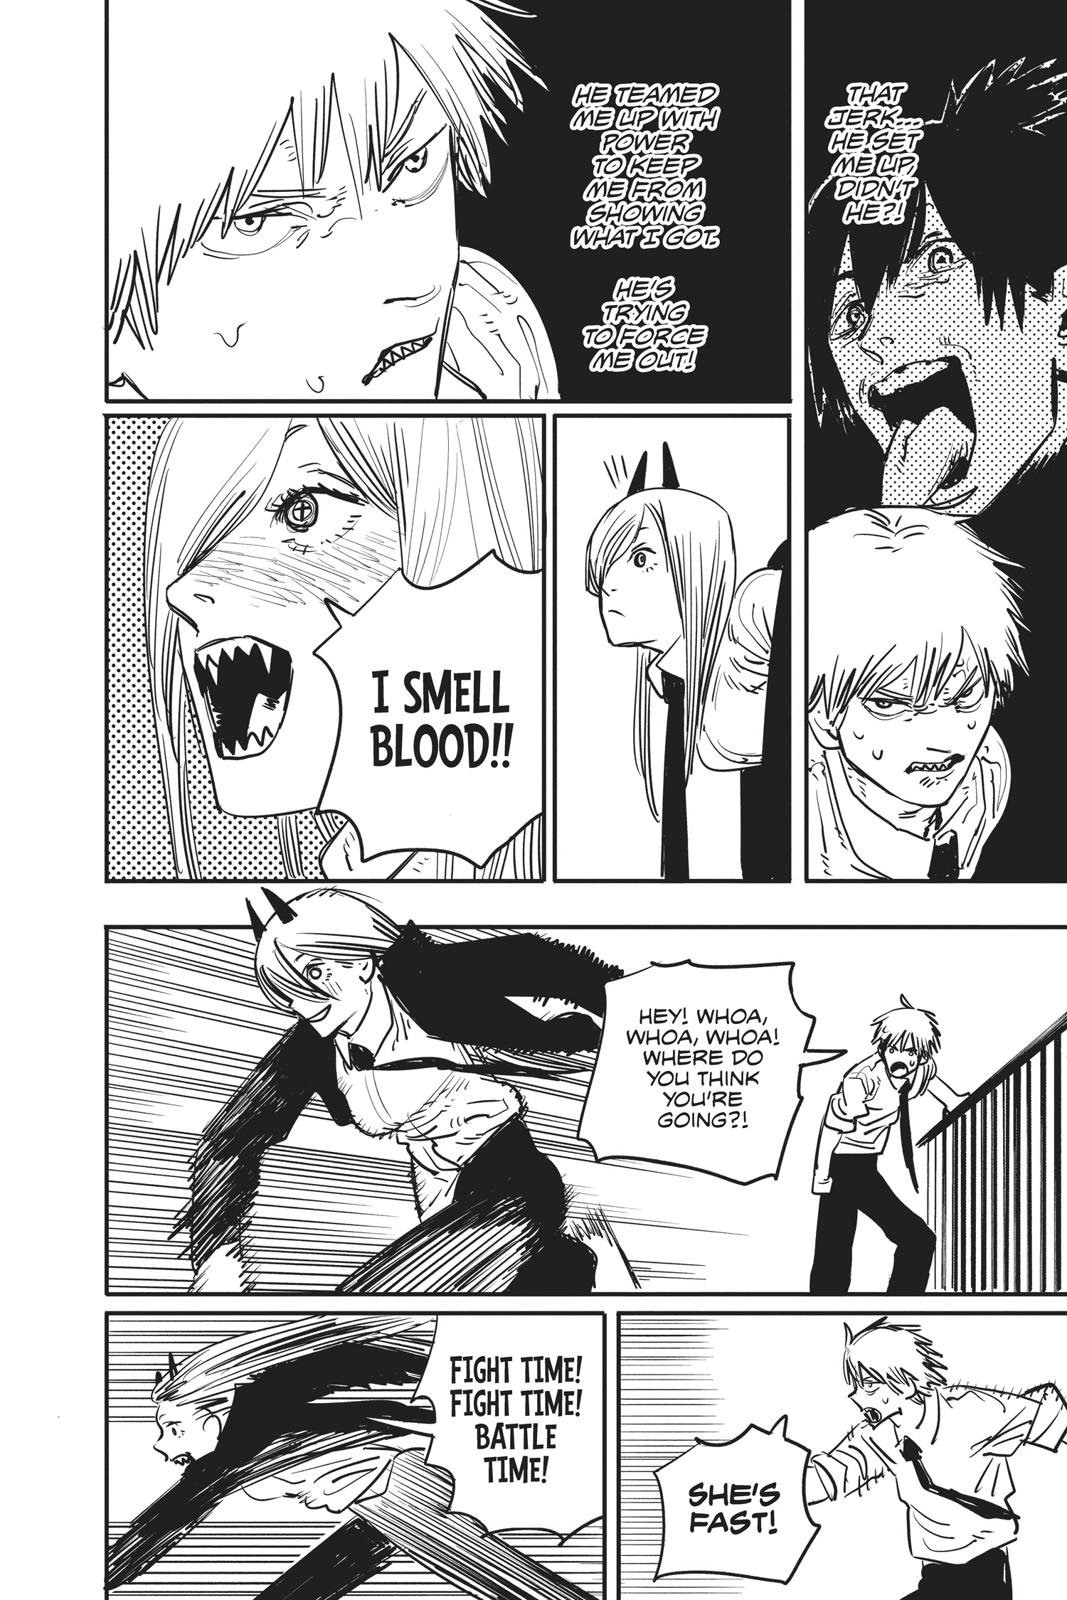 THAT
JERK...
HE SET
ME UP,
DIDN'T
HE?!
HE TEAMED
ME UP WITH
POWER
TO KEEP
ME FROM
SHOWING
WHAT I GOT.
HE'S
TRYING
TO FORCE
ME OUT!
I SMELL
BLOOD!!
HEY! WHOA,
WHOA, WHOA!
WHERE DO
YOU THINK
YOU'RE
GOING?!
SHE'S
FAST!
FIGHT TIME!
FIGHT TIME!
BATTLE
TIME!